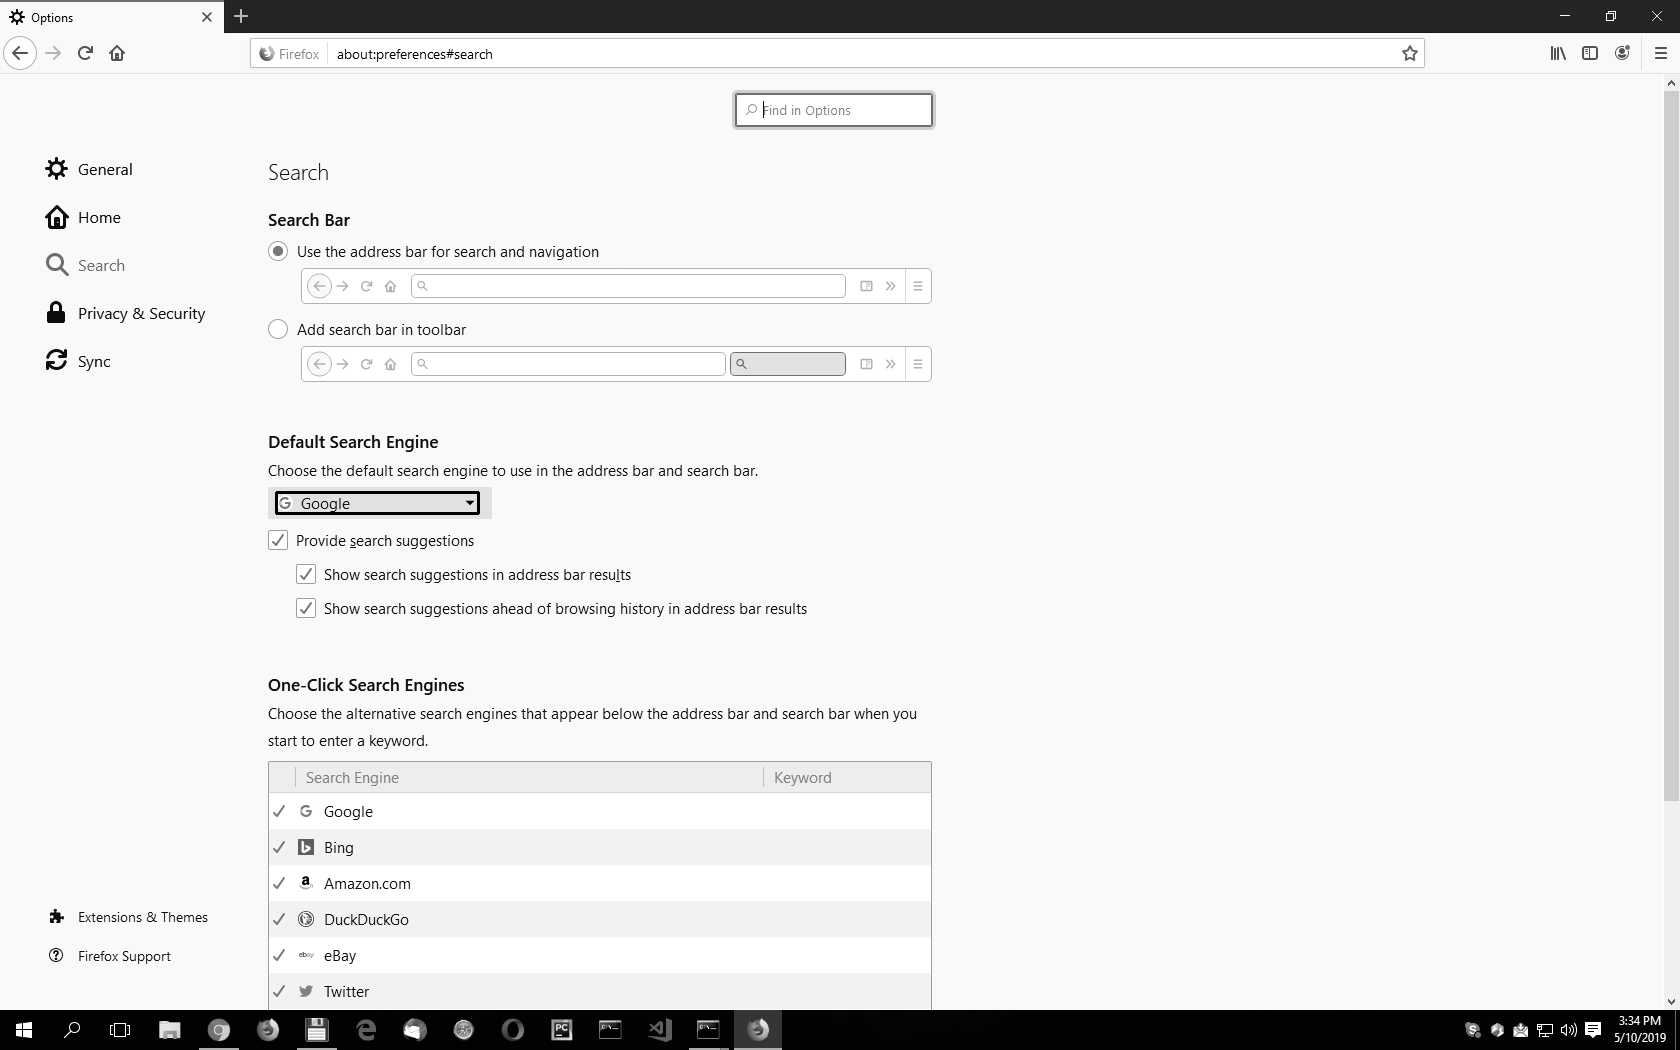 Options
Firefox
about:preferences#search
Find in Options
General
Home
Search
Privacy & Security
Sync
Extensions & Themes
Firefox Support
Search
Search Bar
Use the address bar for search and navigation
Add search bar in toolbar
Default Search Engine
Choose the default search engine to use in the address bar and search bar.
Google
Provide search suggestions
Show search suggestions in address bar results
Show search suggestions ahead of browsing history in address bar results
One-Click Search Engines
Choose the alternative search engines that appear below the address bar and search bar when you
start to enter a keyword.
Search Engine Keyword
Google
Bing
Amazon.com
DuckDuckGo
ebay eBay
Twitter
PC
3:34 PM
5/10/2019